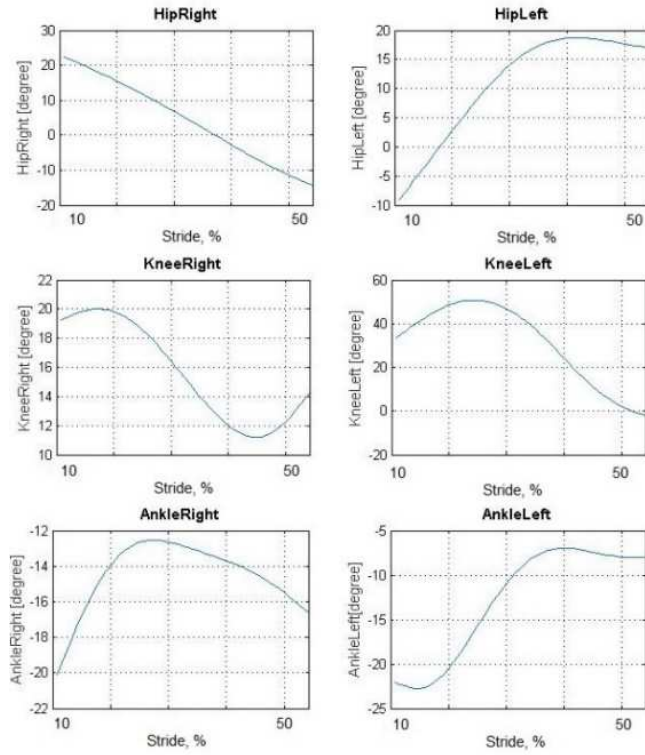 HipRight
HipRight [degree]
30
20
10
0
-10
-20
10 50
Stride, %
HipLeft
HipLeft [degree]
20
15
10
5
0
-5
-10
10 50
Stride, %
KneeRight
KneeRight [degree]
22
20
18
16
14
12
10
10 50
Stride, %
KneeLeft
KneeLeft [degree]
60
40
20
0
-20
10 50
Stride, %
AnkleRight
AnkleRight [degree]
-12
-14
-16
-18
-20
-22
10 50
Stride, %
AnkleLeft
AnkleLeft[degree]
-5
-10
-15
-20
-25
10 50
Stride, %